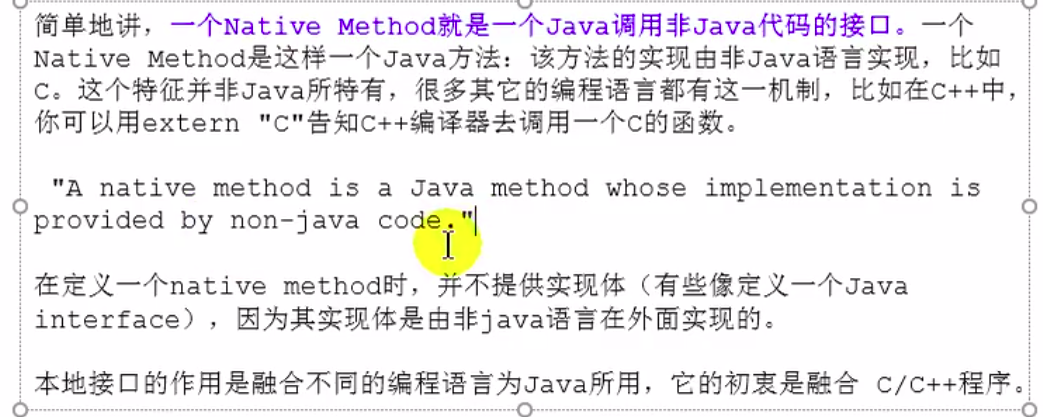 简单地讲，一个Native Method就是一个Java调用非Java代码的接口。一个
Native Method是这样一个Java方法：该方法的实现由非Java语言实现，比如
C。这个特征并非Java所特有，很多其它的编程语言都有这一机制，比如在C++中，
你可以用extern "C"告知C++编译器去调用一个C的函数。
"A native method is a Java method whose implementation is
provided by non-java code."
在定义一个native method时，并不提供实现体（有些像定义一个Java
interface），因为其实现体是由非java语言在外面实现的。
本地接口的作用是融合不同的编程语言为Java所用，它的初衷是融合 C/C++程序。